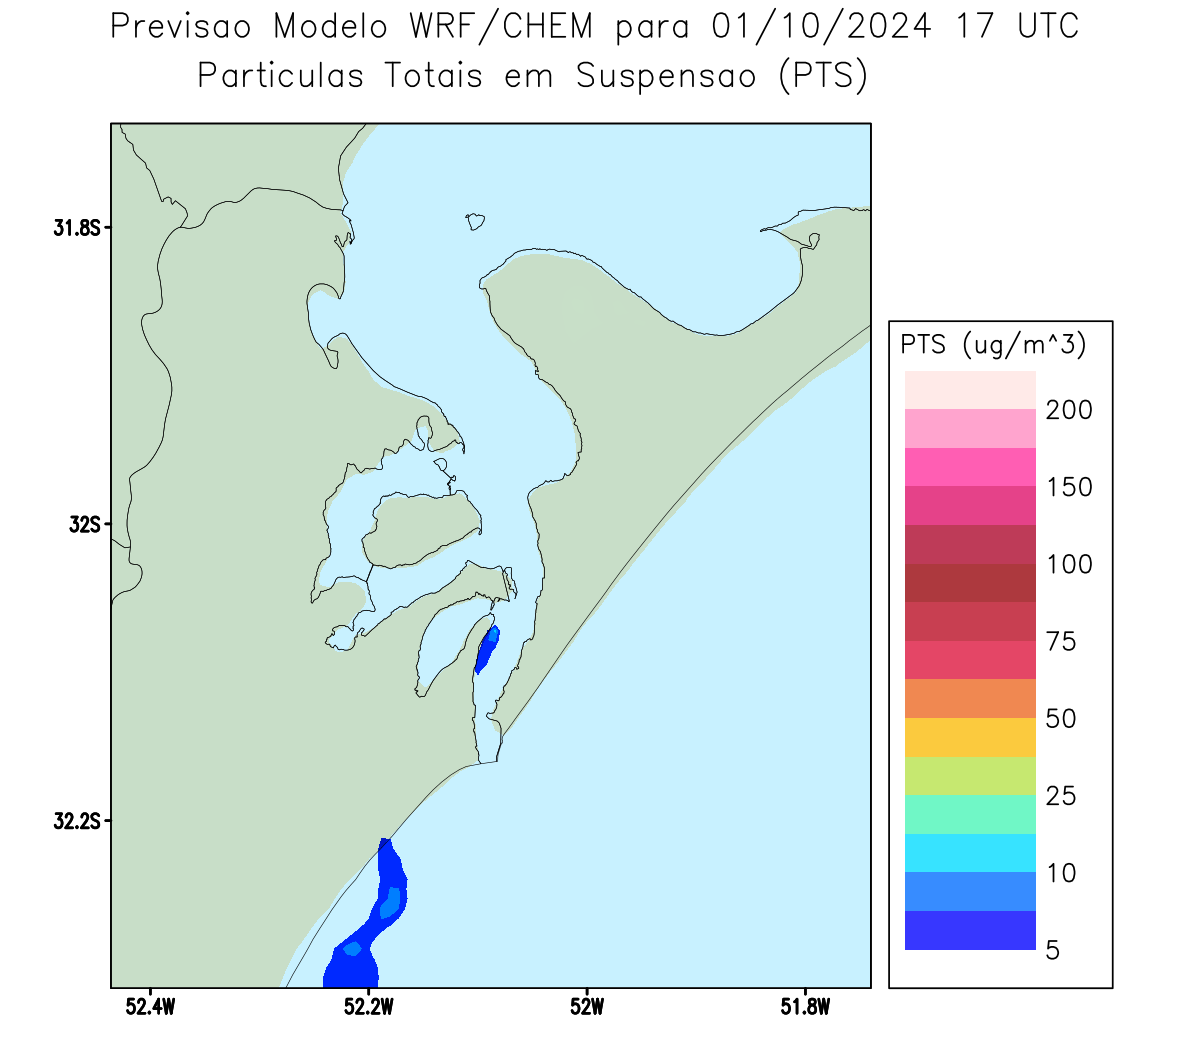 Previsao Modelo WRF/CHEM para 01/10/2024 17 UTC
Particulas Totais em Suspensao (PTS)
31.8S
32S
32.2S
52.4W
52.2W
52W
51.8W
PTS (ug/m^3)
200
150
100
75
50
25
10
5